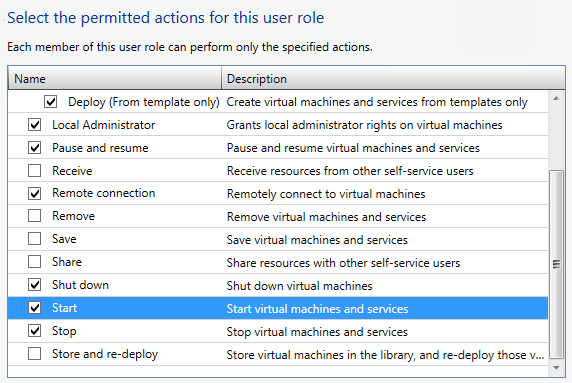 Select the permitted actions for this user role
Each member of this user role can perform only the specified actions.
Name Description
Deploy (From template only) Create virtual machines and services from templates only
Local Administrator Grants local administrator rights on virtual machines
Pause and resume Pause and resume virtual machines and services
Receive Receive resources from other self-service users
Remote connection Remotely connect to virtual machines
Remove Remove virtual machines and services
Save Save virtual machines and services
Share Share resources with other self-service users
Shut down Shut down virtual machines
Start Start virtual machines and services
Stop Stop virtual machines and services
Store and re-deploy Store virtual machines in the library, and re-deploy those v...